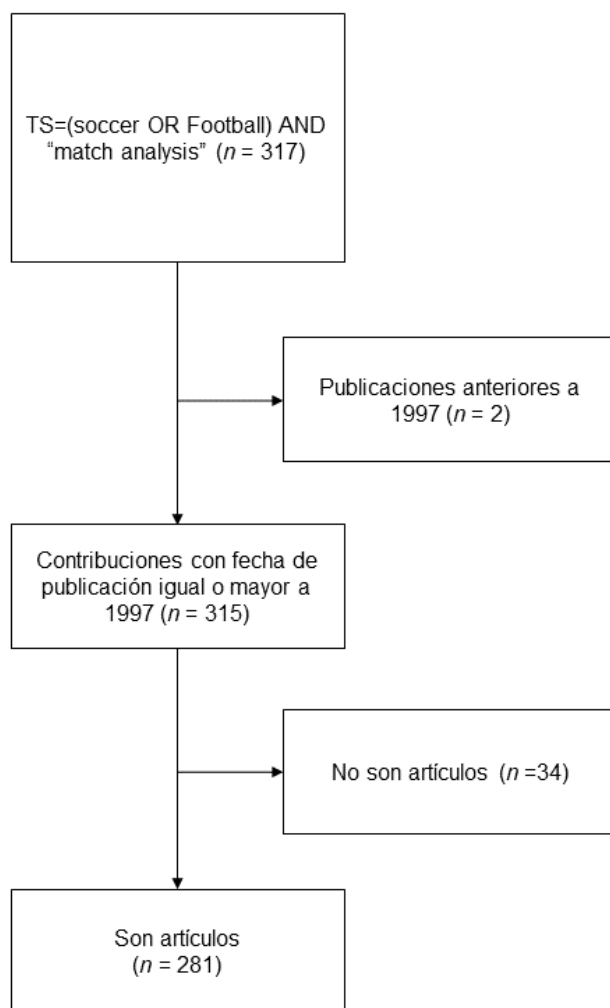 TS=(soccer OR Football) AND
“match analysis” (n = 317)
Publicaciones anteriores a
1997 (n = 2)
Contribuciones con fecha de
publicación igual o mayor a
1997 (n = 315)
No son artículos (n =34)
Son artículos
(n = 281)